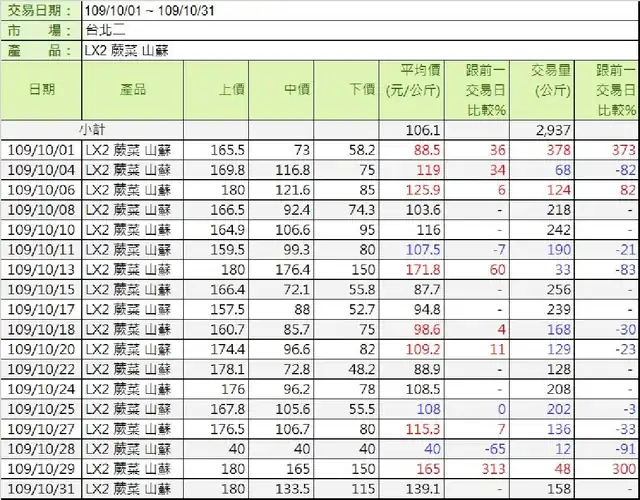 交易日期： 109/10/01 ~ 109/10/31
市 場： 台北二
產 品： LX2 蕨菜 山蘇
日期 產品 上價 中價 下價 平均價(元/公斤) 跟前一交易日比較% 交易量(公斤) 跟前一交易日比較%
小計 106.1 2,937
109/10/01 LX2 蕨菜 山蘇 165.5 73 58.2 88.5 36 378 373
109/10/04 LX2 蕨菜 山蘇 169.8 116.8 75 119 34 68 -82
109/10/06 LX2 蕨菜 山蘇 180 121.6 85 125.9 6 124 82
109/10/08 LX2 蕨菜 山蘇 166.5 92.4 74.3 103.6 - 218 -
109/10/10 LX2 蕨菜 山蘇 164.9 106.6 95 116 - 242 -
109/10/11 LX2 蕨菜 山蘇 159.5 99.3 80 107.5 -7 190 -21
109/10/13 LX2 蕨菜 山蘇 180 176.4 150 171.8 60 33 -83
109/10/15 LX2 蕨菜 山蘇 166.4 72.1 55.8 87.7 - 256 -
109/10/17 LX2 蕨菜 山蘇 157.5 88 52.7 94.8 - 239 -
109/10/18 LX2 蕨菜 山蘇 160.7 85.7 75 98.6 4 168 -30
109/10/20 LX2 蕨菜 山蘇 174.4 96.6 82 109.2 11 129 -23
109/10/22 LX2 蕨菜 山蘇 178.1 72.8 48.2 88.9 - 128 -
109/10/24 LX2 蕨菜 山蘇 176 96.2 78 108.5 - 208 -
109/10/25 LX2 蕨菜 山蘇 167.8 105.6 55.5 108 0 202 -3
109/10/27 LX2 蕨菜 山蘇 176.5 106.7 80 115.3 7 136 -33
109/10/28 LX2 蕨菜 山蘇 40 40 40 40 -65 12 -91
109/10/29 LX2 蕨菜 山蘇 180 165 150 165 313 48 300
109/10/31 LX2 蕨菜 山蘇 180 133.5 115 139.1 - 158 -